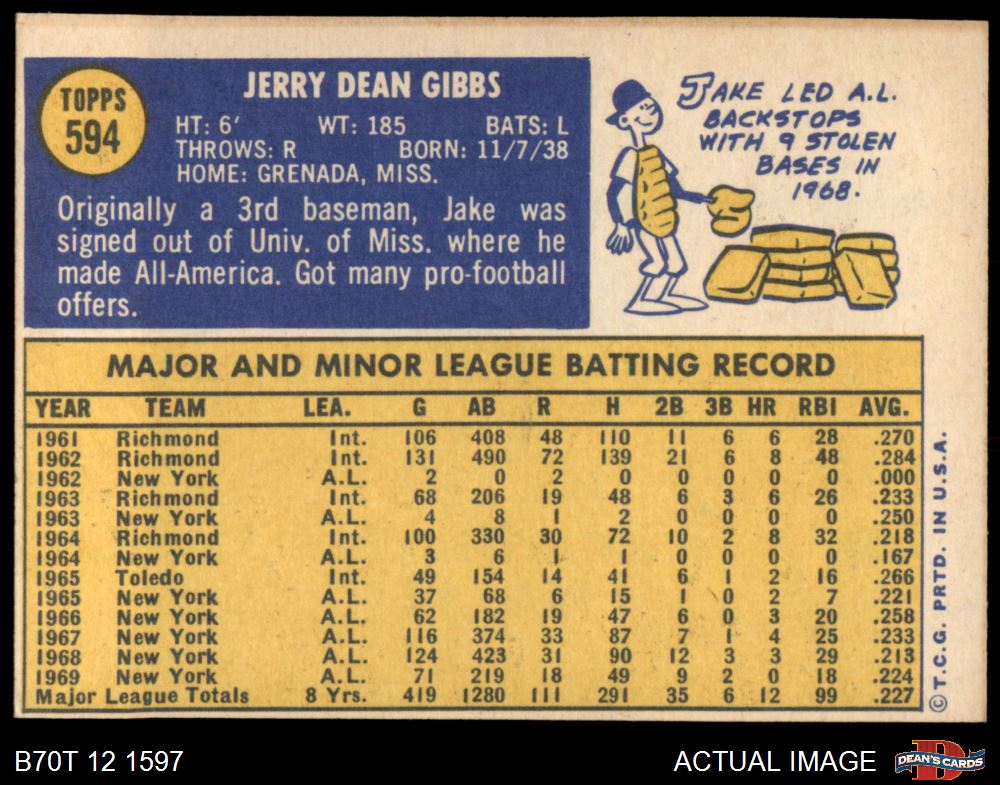 TOPPS
594
JERRY DEAN GIBBS
HT: 6' WT: 185 BATS: L
THROWS: R BORN: 11/7/38
HOME: GRENADA, MISS.
Originally a 3rd baseman, Jake was
signed out of Univ. of Miss. where he
made All-America. Got many pro-football
offers.
JAKE LED A.L.
BACKSTOPS
WITH 9 STOLEN
BASES IN
1968.
MAJOR AND MINOR LEAGUE BATTING RECORD
YEAR TEAM LEA. G AB R H 2B 3B HR RBI AVG.
1961 Richmond Int. 106 408 48 110 11 6 6 28 .270
1962 Richmond Int. 131 490 72 139 21 6 8 48 .284
1962 New York A.L. 2 0 2 0 0 0 0 0 .000
1963 Richmond Int. 68 206 19 48 6 3 6 26 .233
1963 New York A.L. 4 8 1 2 0 0 0 0 .250
1964 Richmond Int. 100 330 30 72 10 2 8 32 .218
1964 New York A.L. 3 6 1 1 0 0 0 0 .167
1965 Toledo Int. 49 154 14 41 6 1 2 16 .266
1965 New York A.L. 37 68 6 15 1 0 2 7 .221
1966 New York A.L. 62 182 19 47 6 0 3 20 .258
1967 New York A.L. 116 374 33 87 7 1 4 25 .233
1968 New York A.L. 124 423 31 90 12 3 3 29 .213
1969 New York A.L. 71 219 18 49 9 2 0 18 .224
Major League Totals 8 Yrs. 419 1280 111 291 35 6 12 99 .227
© T.C.G. PRTD. IN U.S.A.
B70T 12 1597
ACTUAL IMAGE
D
DEAN'S CARDS